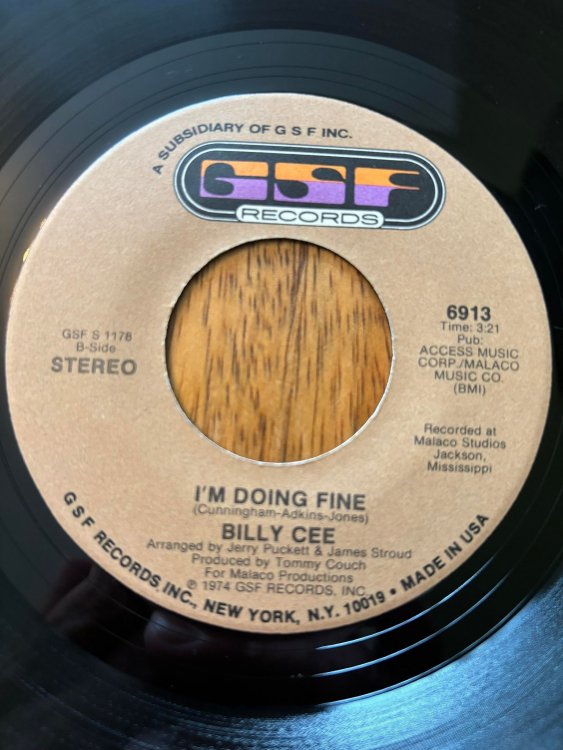 A SUBSIDIARY OF G S F INC.
GSF
RECORDS
GSF S 1178
B-Side
STEREO
6913
Time: 3:21
Pub:
ACCESS MUSIC
CORP./MALACO
MUSIC CO.
(BMI)
Recorded at
Malaco Studios
Jackson,
Mississippi
I'M DOING FINE
(Cunningham-Adkins-Jones)
BILLY CEE
Arranged by Jerry Puckett & James Stroud
Produced by Tommy Couch
For Malaco Productions
℗ 1974 GSF RECORDS, INC.
G S F RECORDS, INC., NEW YORK, N.Y. 10019 • MADE IN USA